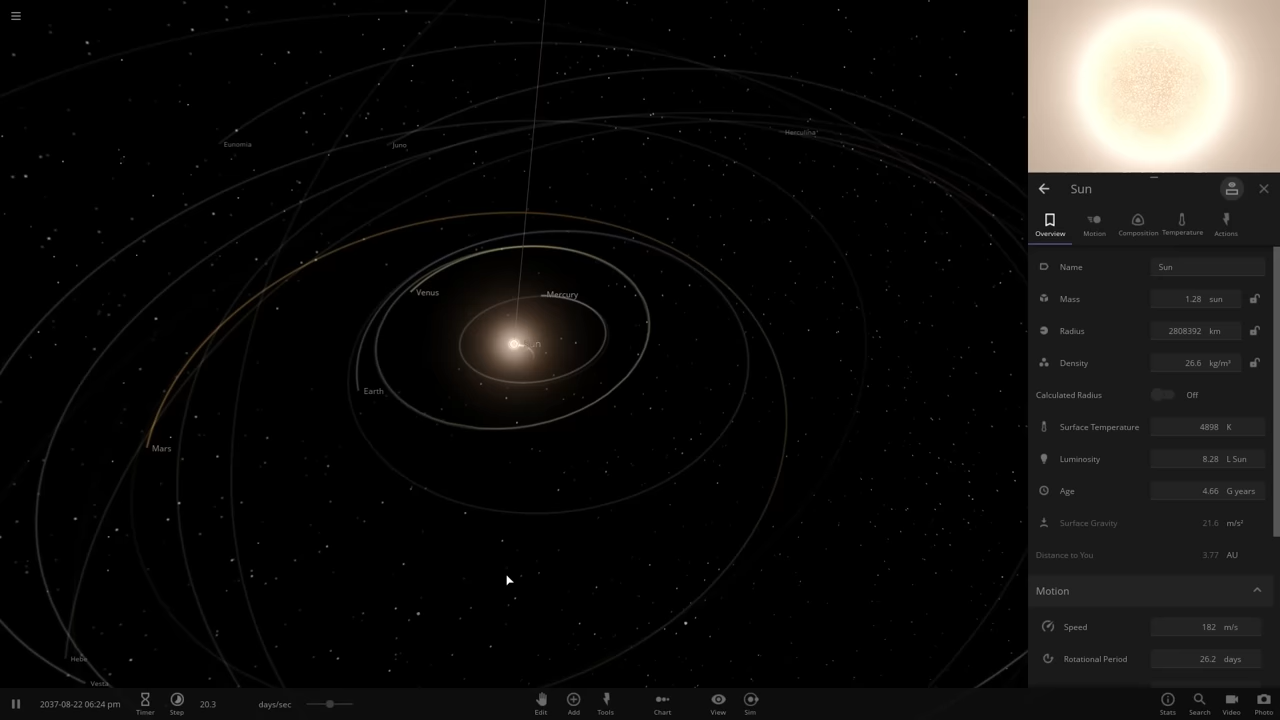 Eunomia
Juno
Herculina
Venus
Mercury
Earth
Mars
Hebe
Vesta
Sun
Overview
Motion
Composition
Temperature
Actions
Name Sun
Mass 1.28 sun
Radius 2808392 km
Density 26.6 kg/m³
Calculated Radius Off
Surface Temperature 4898 K
Luminosity 8.28 L Sun
Age 4.66 G years
Surface Gravity 21.6 m/s²
Distance to You 3.77 AU
Motion
Speed 182 m/s
Rotational Period 26.2 days
2037-08-22 06:24 pm
Timer
Step
20.3 days/sec
Edit
Add
Tools
Chart
View
Sim
Stats
Search
Video
Photo